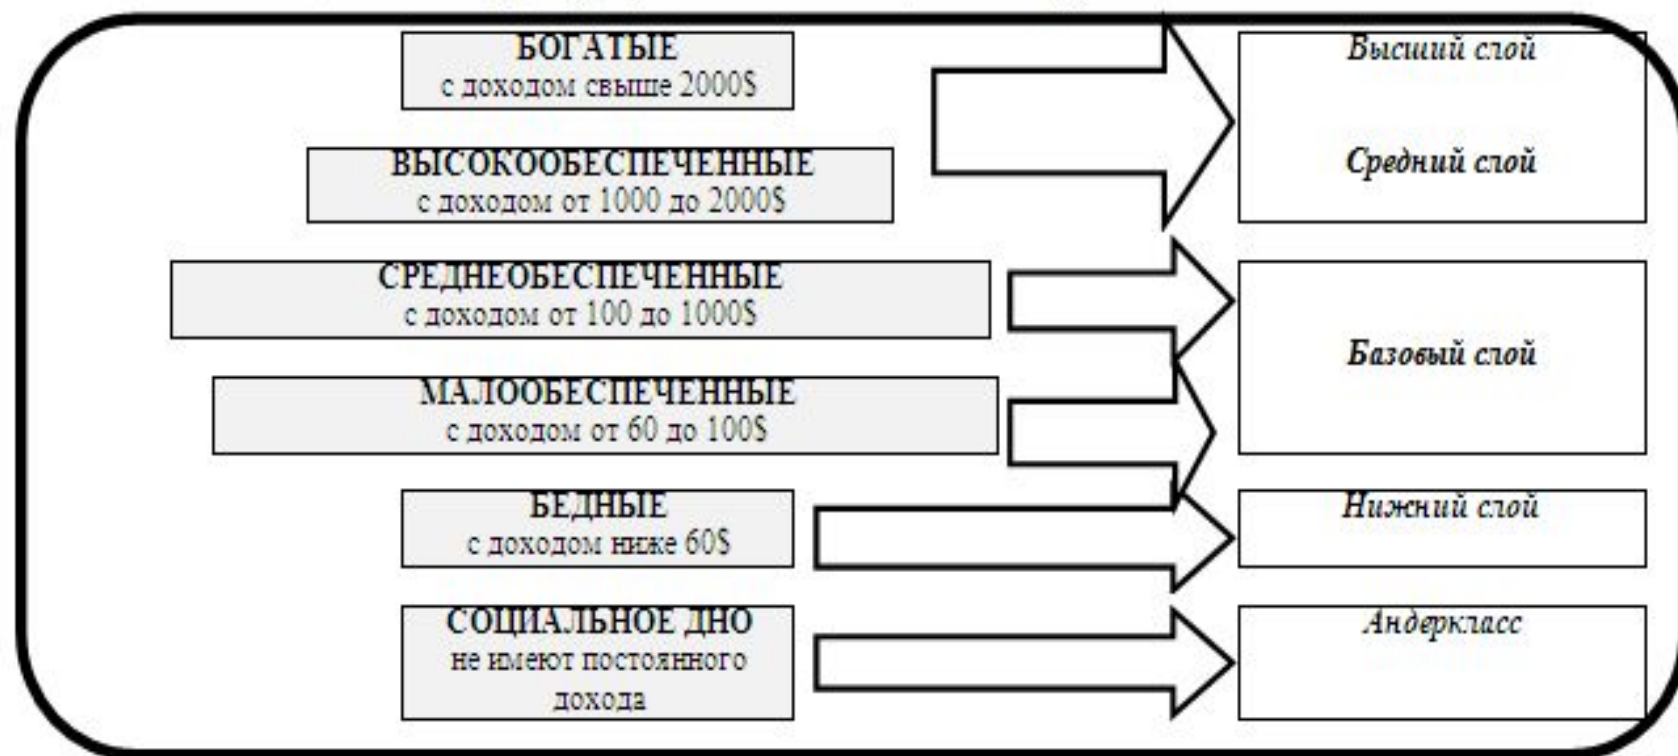 БОГАТЫЕ
с доходом свыше 2000$
Высший слой
ВЫСОКООБЕСПЕЧЕННЫЕ
с доходом от 1000 до 2000$
Средний слой
СРЕДНЕОБЕСПЕЧЕННЫЕ
с доходом от 100 до 1000$
МАЛООБЕСПЕЧЕННЫЕ
с доходом от 60 до 100$
Базовый слой
БЕДНЫЕ
с доходом ниже 60$
Нижний слой
СОЦИАЛЬНОЕ ДНО
не имеют постоянного
дохода
Андеркласс